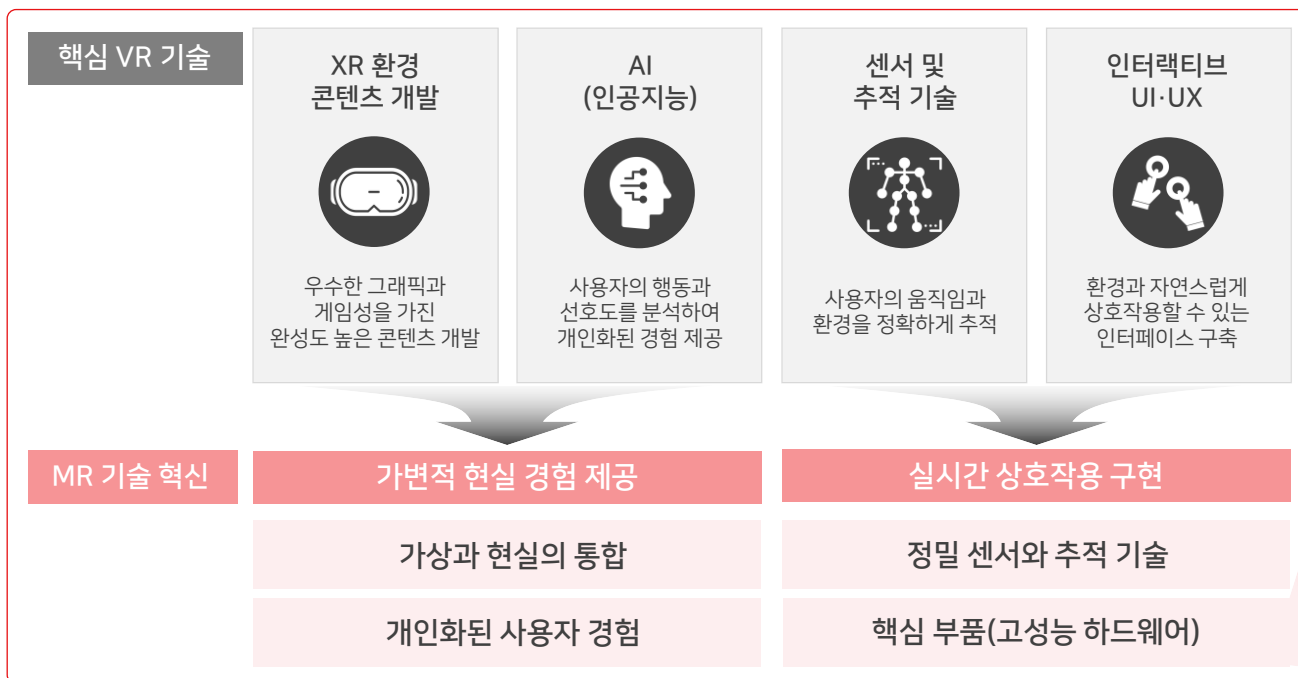 핵심 VR 기술
XR 환경
콘텐츠 개발
우수한 그래픽과
게임성을 가진
완성도 높은 콘텐츠 개발
AI
(인공지능)
사용자의 행동과
선호도를 분석하여
개인화된 경험 제공
센서 및
추적 기술
사용자의 움직임과
환경을 정확하게 추적
인터랙티브
UI·UX
환경과 자연스럽게
상호작용할 수 있는
인터페이스 구축
MR 기술 혁신
가변적 현실 경험 제공
가상과 현실의 통합
개인화된 사용자 경험
실시간 상호작용 구현
정밀 센서와 추적 기술
핵심 부품(고성능 하드웨어)